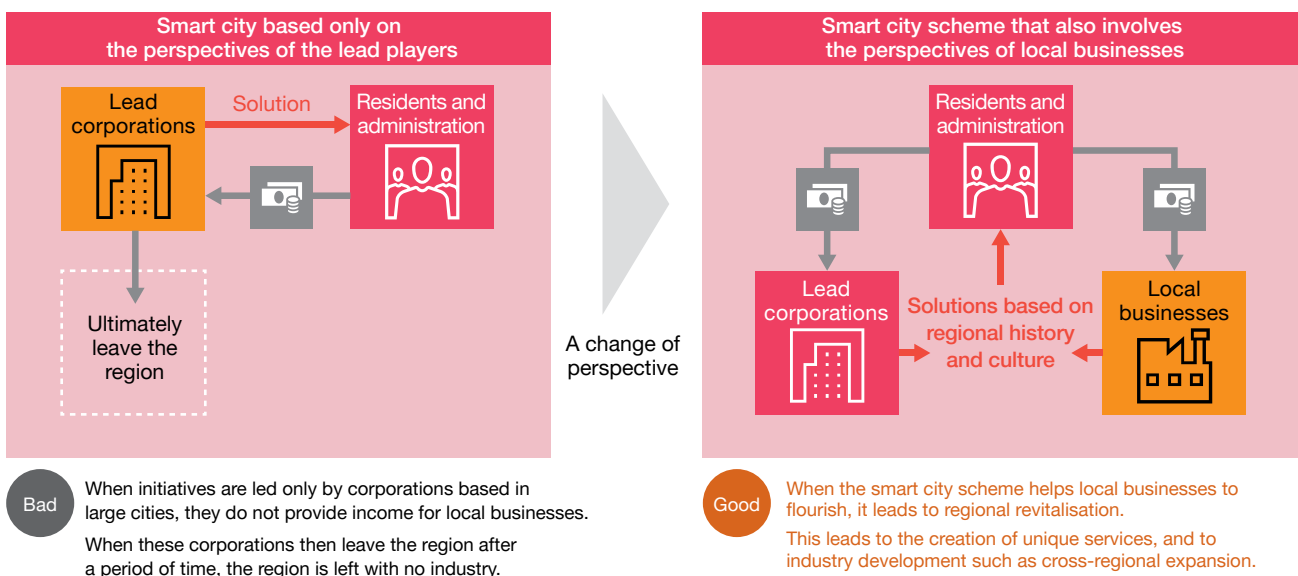 Smart city based only on
the perspectives of the lead players
Lead
corporations
Solution
Residents and
administration
Ultimately
leave the
region
Bad
When initiatives are led only by corporations based in
large cities, they do not provide income for local businesses.
When these corporations then leave the region after
a period of time, the region is left with no industry.
A change of
perspective
Smart city scheme that also involves
the perspectives of local businesses
Residents and
administration
Lead
corporations
Solutions based on
regional history
and culture
Local
businesses
Good
When the smart city scheme helps local businesses to
flourish, it leads to regional revitalisation.
This leads to the creation of unique services, and to
industry development such as cross-regional expansion.